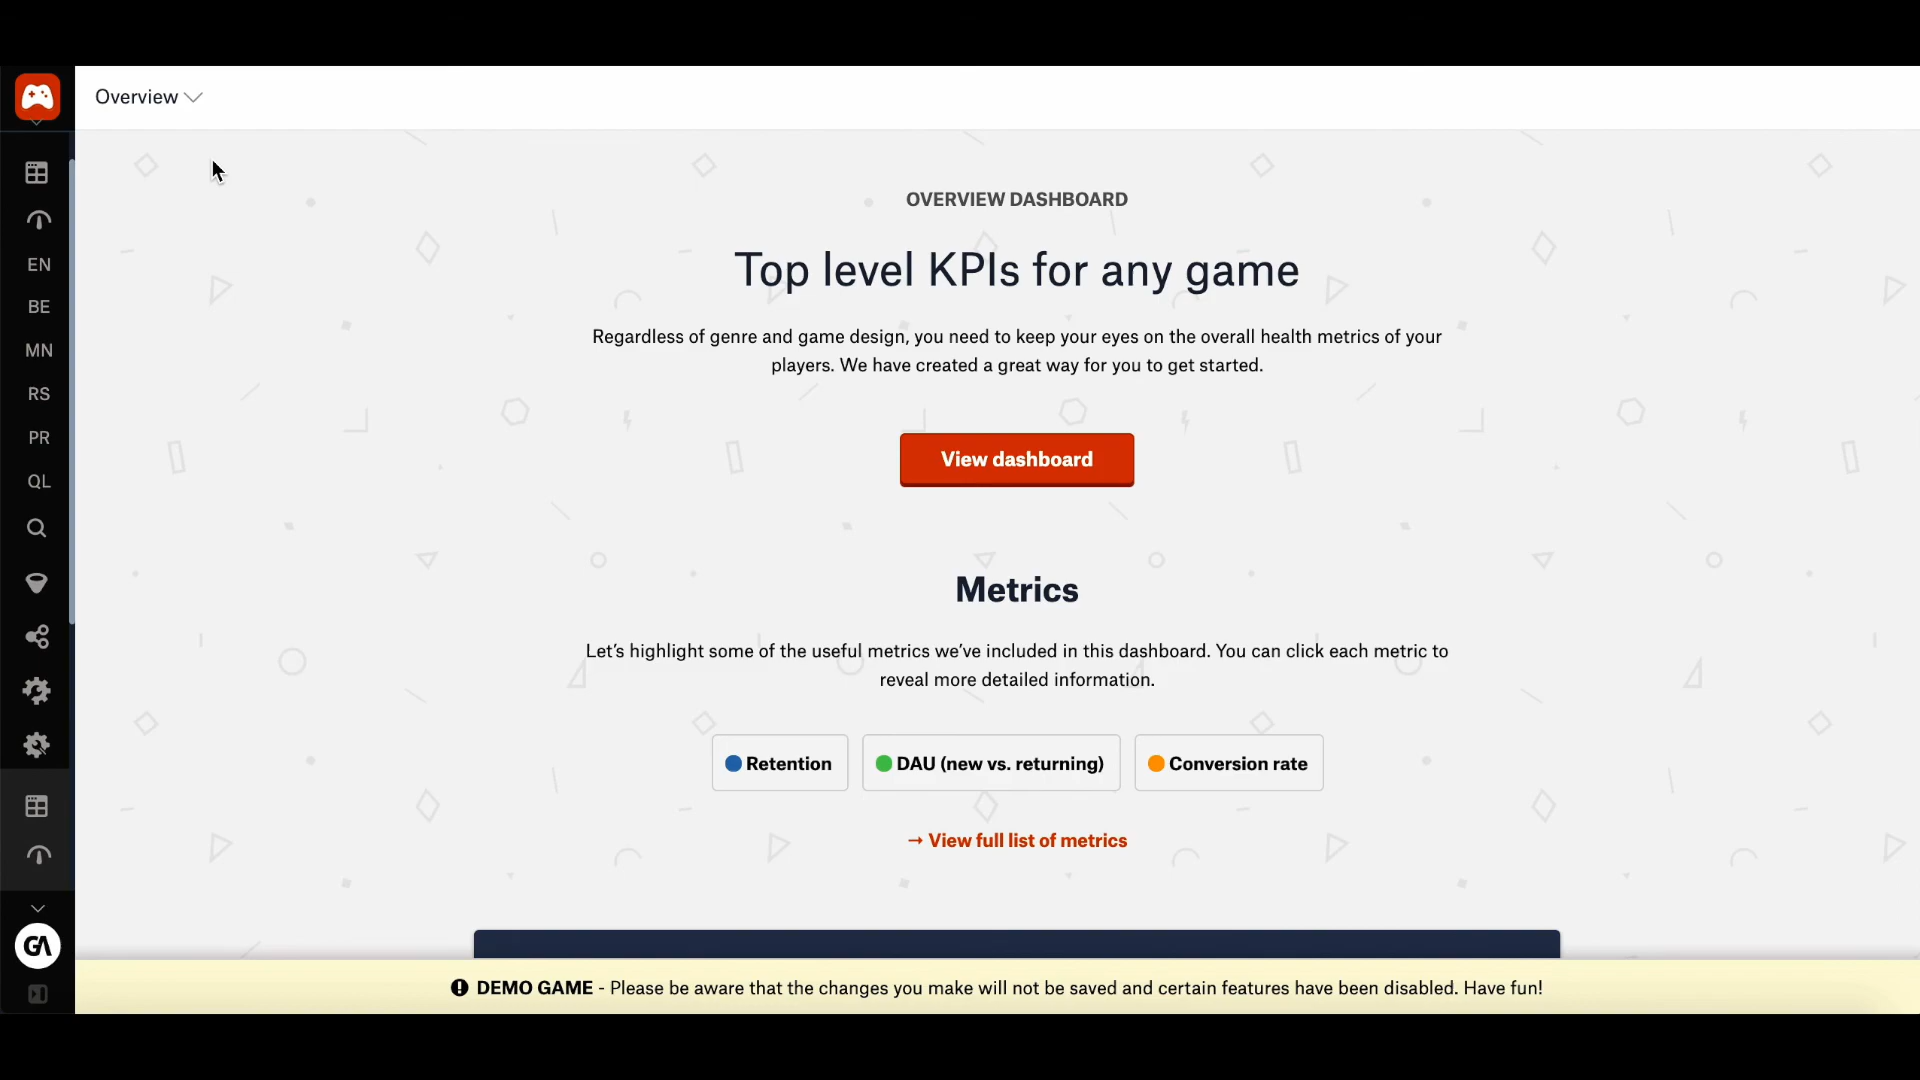 Overview
EN
BE
MN
RS
PR
QL
GA
OVERVIEW DASHBOARD
Top level KPIs for any game
Regardless of genre and game design, you need to keep your eyes on the overall health metrics of your
players. We have created a great way for you to get started.
View dashboard
Metrics
Let's highlight some of the useful metrics we've included in this dashboard. You can click each metric to
reveal more detailed information.
Retention
DAU (new vs. returning)
Conversion rate
→ View full list of metrics
DEMO GAME - Please be aware that the changes you make will not be saved and certain features have been disabled. Have fun!